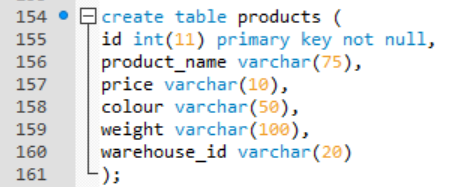 154 create table products (
155 id int(11) primary key not null,
156 product_name varchar(75),
157 price varchar(10),
158 colour varchar(50),
159 weight varchar(100),
160 warehouse_id varchar(20)
161 );